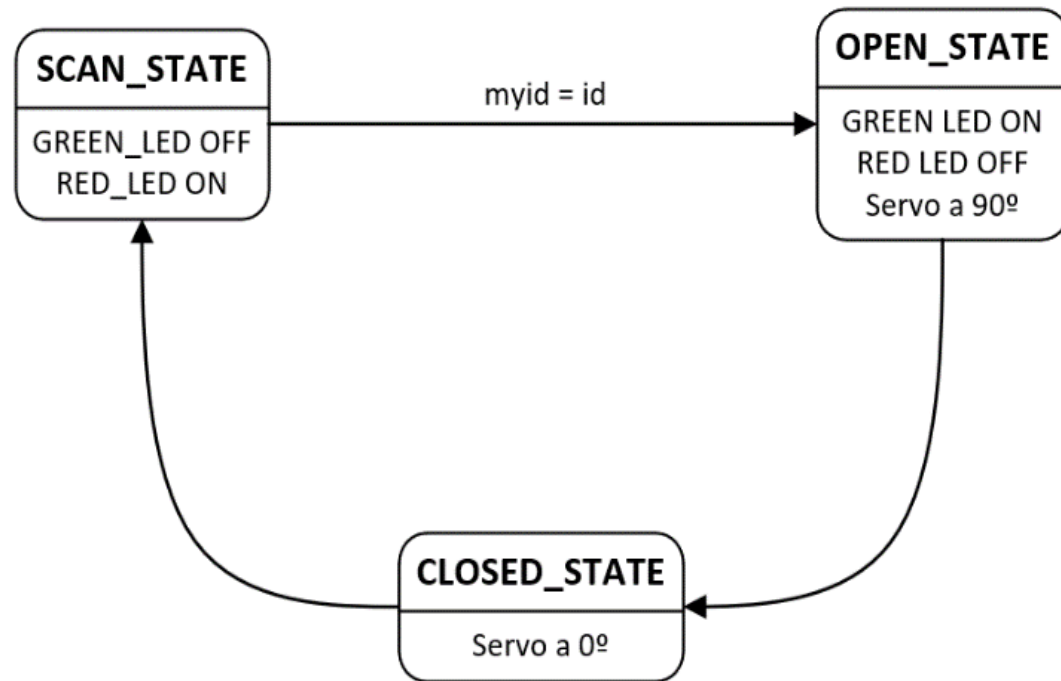 SCAN_STATE
GREEN_LED OFF
RED_LED ON
myid = id
OPEN_STATE
GREEN LED ON
RED LED OFF
Servo a 90º
CLOSED_STATE
Servo a 0º